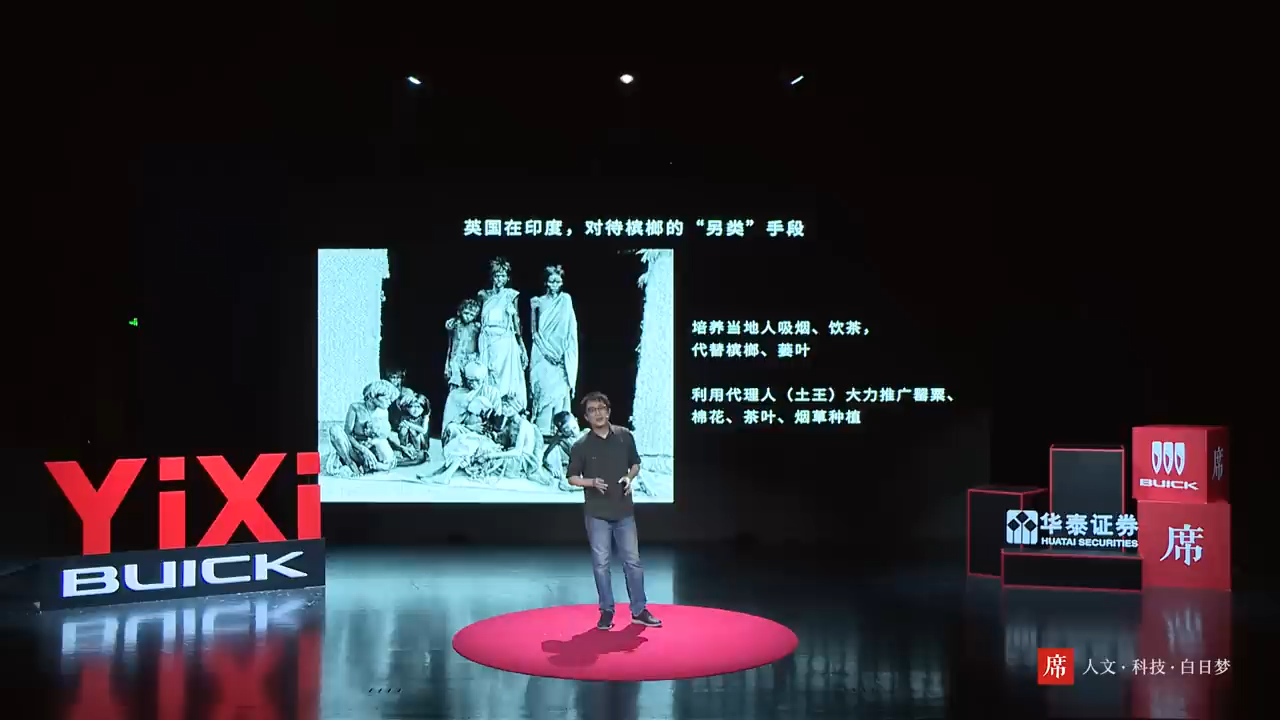 英国在印度，对待槟榔的“另类”手段
培养当地人吸烟、饮茶，
代替槟榔、蒌叶
利用代理人（土王）大力推广罂粟、
棉花、茶叶、烟草种植
YiXi
BUICK
BUICK
席
华泰证券
HUATAI SECURITIES
席
席 人文·科技·白日梦